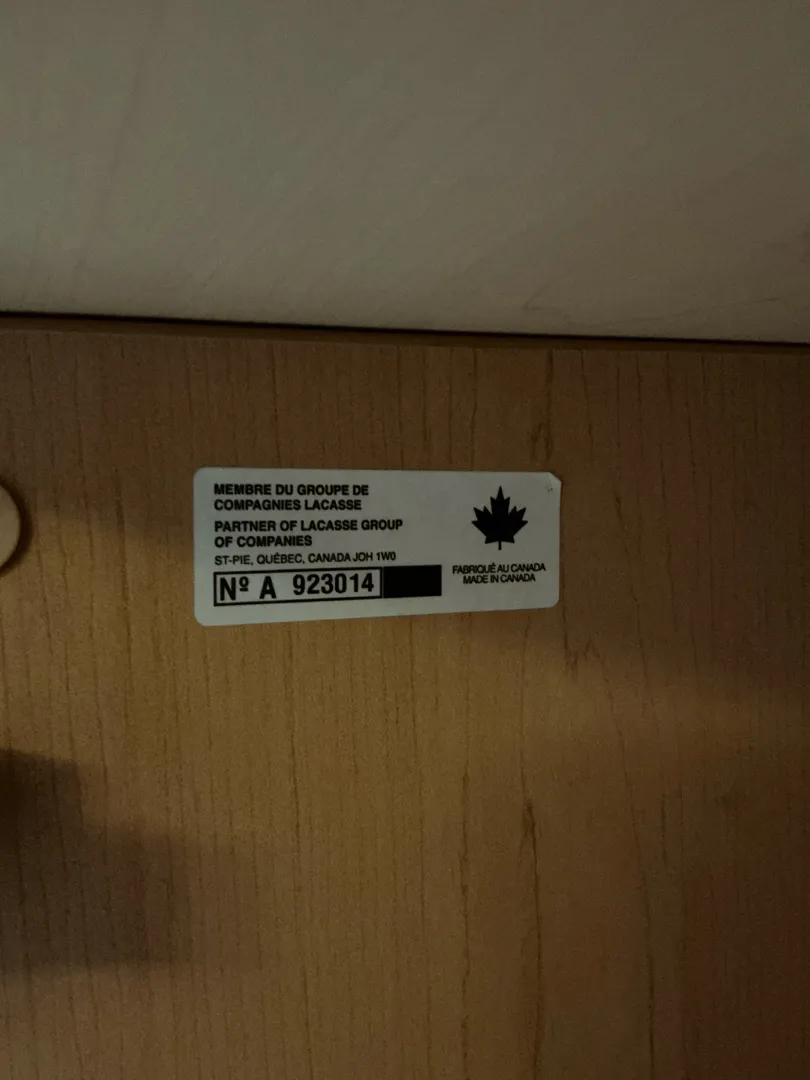 MEMBRE DU GROUPE DE
COMPAGNIES LACASSE
PARTNER OF LACASSE GROUP
OF COMPANIES
ST-PIE, QUÉBEC, CANADA JOH 1W0
Nº A 923014
FABRIQUÉ AU CANADA
MADE IN CANADA